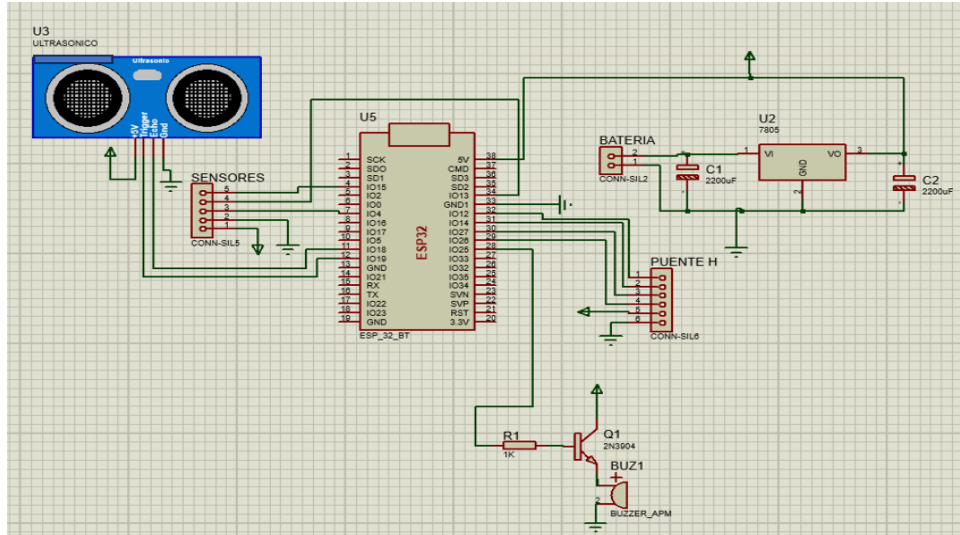 U3
ULTRASONICO
Ultrasonio
+5V
Trigger
Echo
Gnd
SENSORES
5
4
3
2
1
CONN-SIL5
U5
1 SCK
2 SDO
3 SD1
4 IO15
5 IO2
6 IO0
7 IO4
8 IO16
9 IO17
10 IO5
11 IO18
12 IO19
13 GND
14 IO21
15 RX
16 TX
17 IO22
18 IO23
19 GND
5V 38
CMD 37
SD3 36
SD2 35
IO13 34
GND1 33
IO12 32
IO14 31
IO27 30
IO26 29
IO25 28
IO33 27
IO32 26
IO35 25
IO34 24
SVN 23
SVP 22
RST 21
3.3V 20
ESP32
ESP_32_BT
BATERIA
2
1
CONN-SIL2
C1
2200uF
U2
7805
1 VI
VO 3
GND
2
C2
2200uF
PUENTE H
1
2
3
4
5
6
CONN-SIL6
R1
1K
Q1
2N3904
BUZ1
2
BUZZER_APM